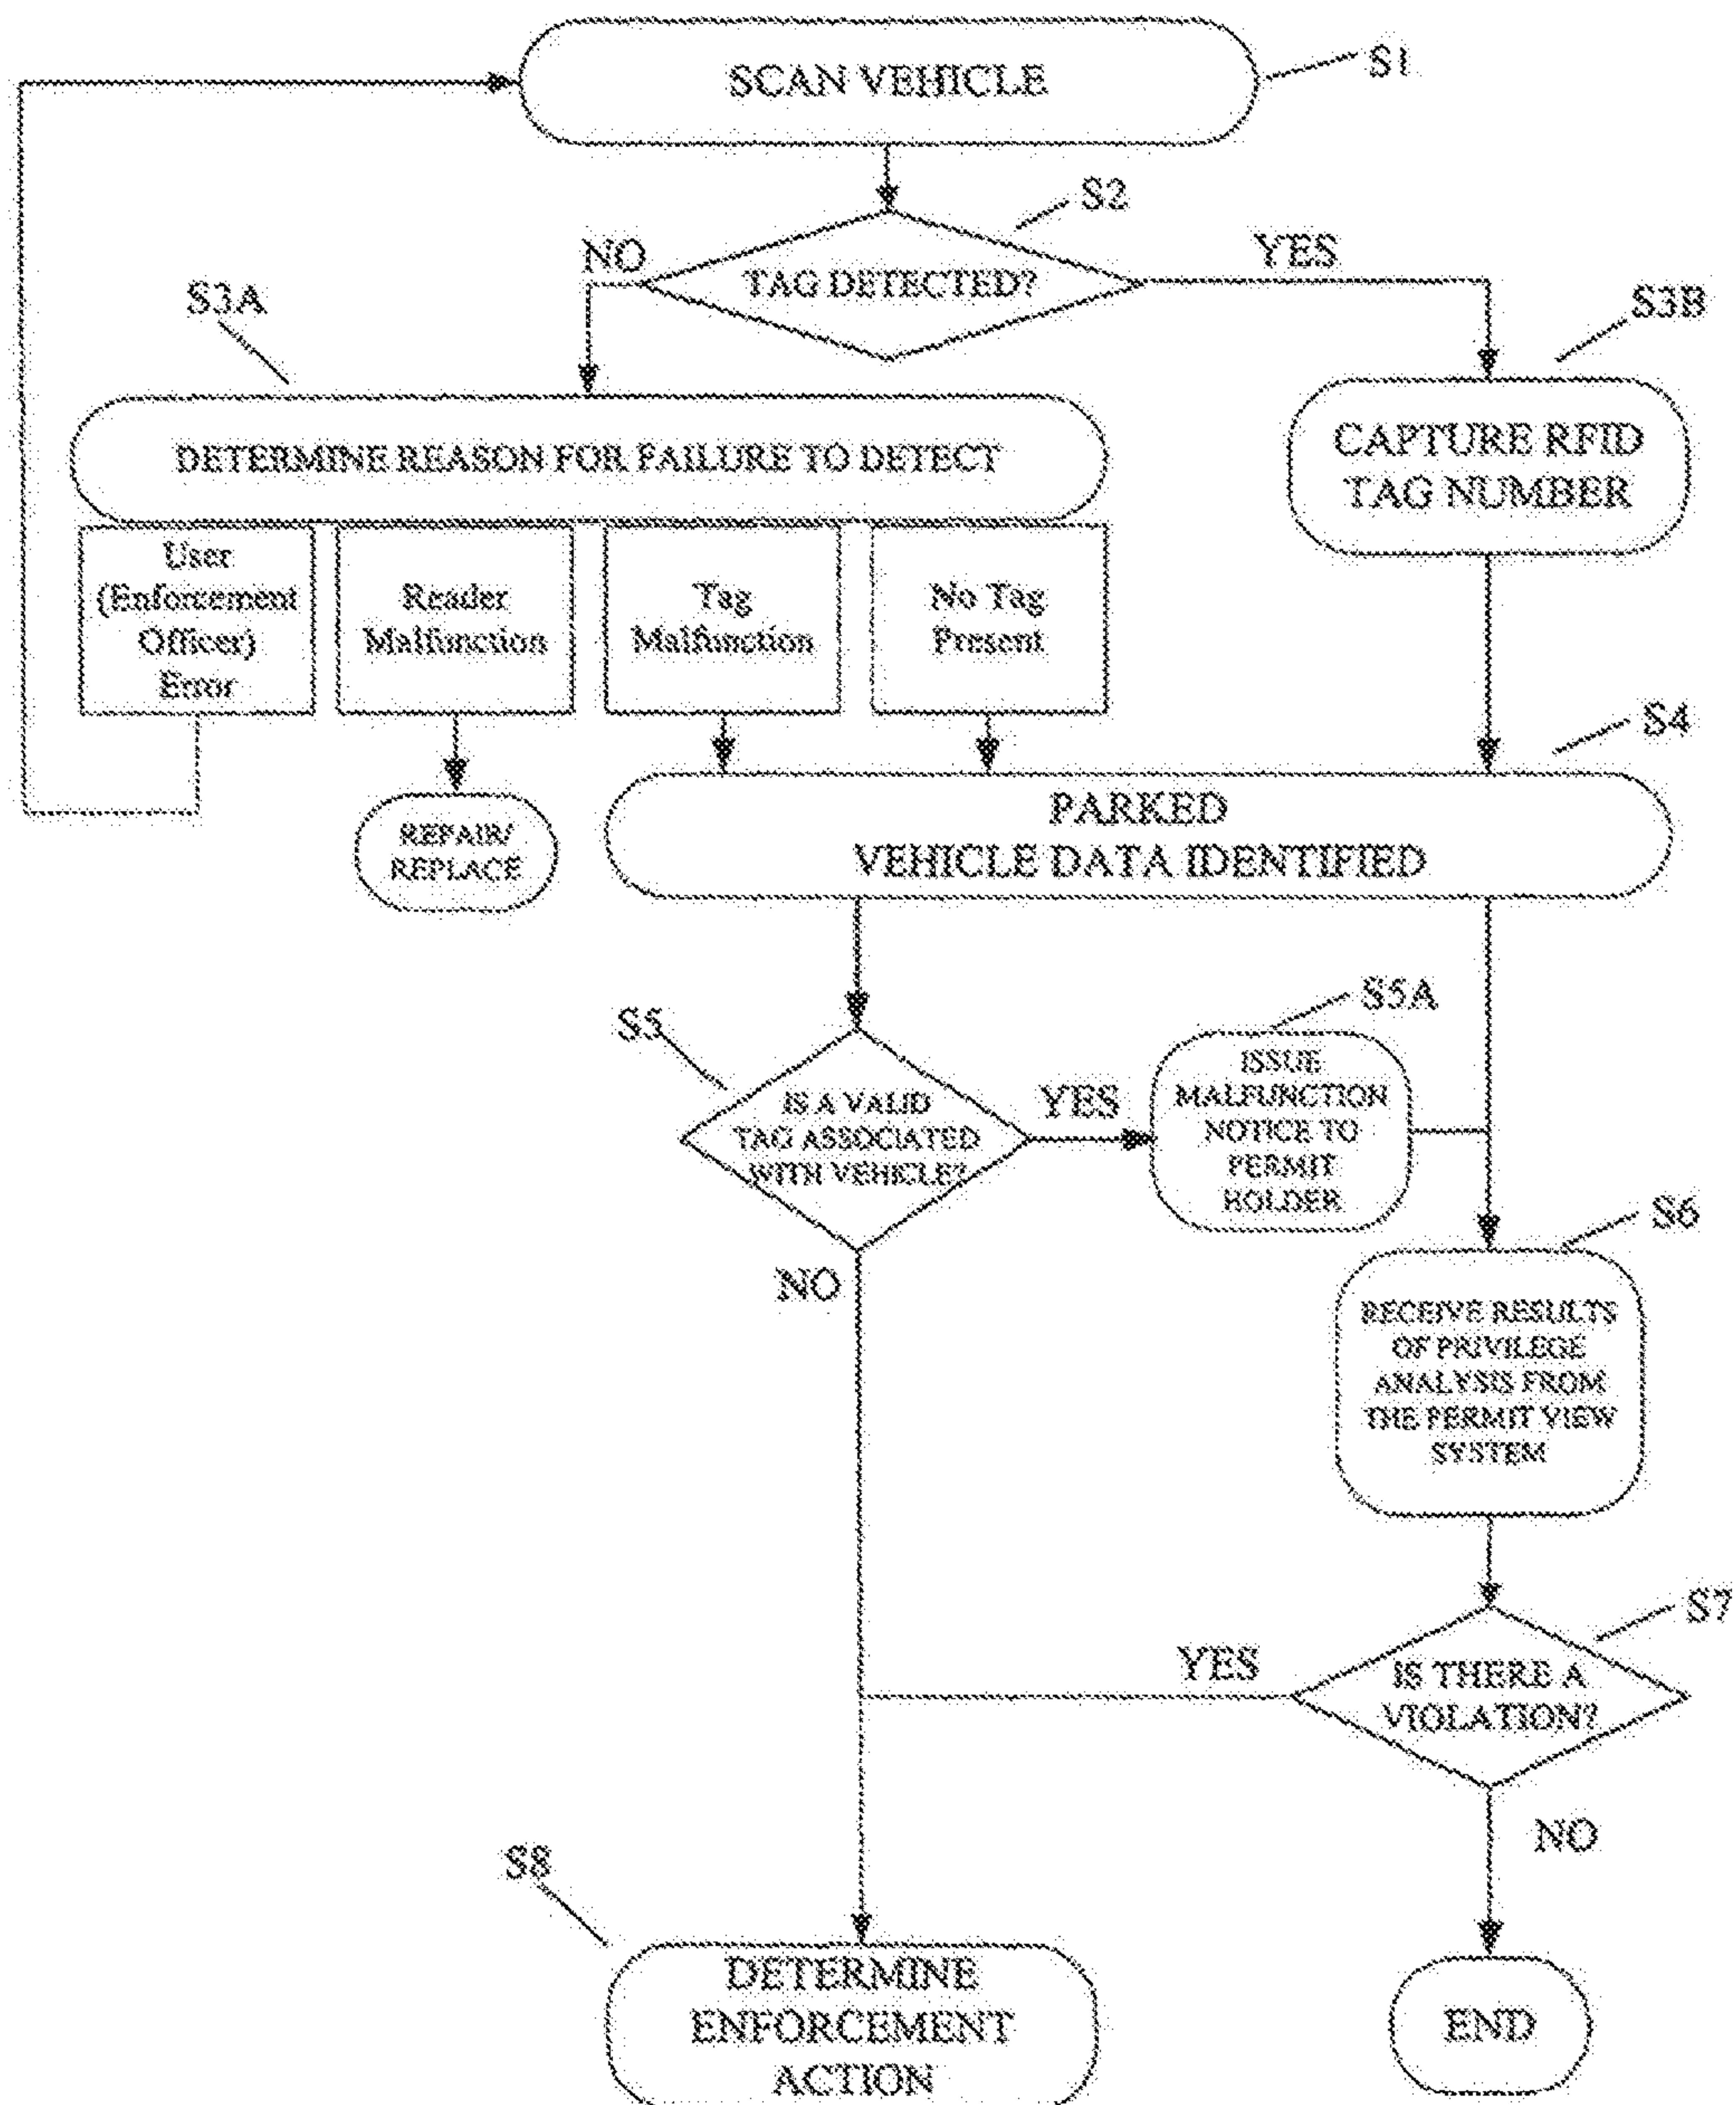 SCAN VEHICLE
S1
S2
NO
TAG DETECTED?
YES
S3A
S3B
DETERMINE REASON FOR FAILURE TO DETECT
CAPTURE RFID
TAG NUMBER
User
(Enforcement
Officer)
Error
Reader
Malfunction
Tag
Malfunction
No Tag
Present
S4
REPAIR/
REPLACE
PARKED
VEHICLE DATA IDENTIFIED
S5
IS A VALID
TAG ASSOCIATED
WITH VEHICLE?
YES
S5A
ISSUE
MALFUNCTION
NOTICE TO
PERMIT
HOLDER
NO
S6
RECEIVE RESULTS
OF PRIVILEGE
ANALYSIS FROM
THE PERMIT VIEW
SYSTEM
S7
YES
IS THERE A
VIOLATION?
NO
S8
DETERMINE
ENFORCEMENT
ACTION
END